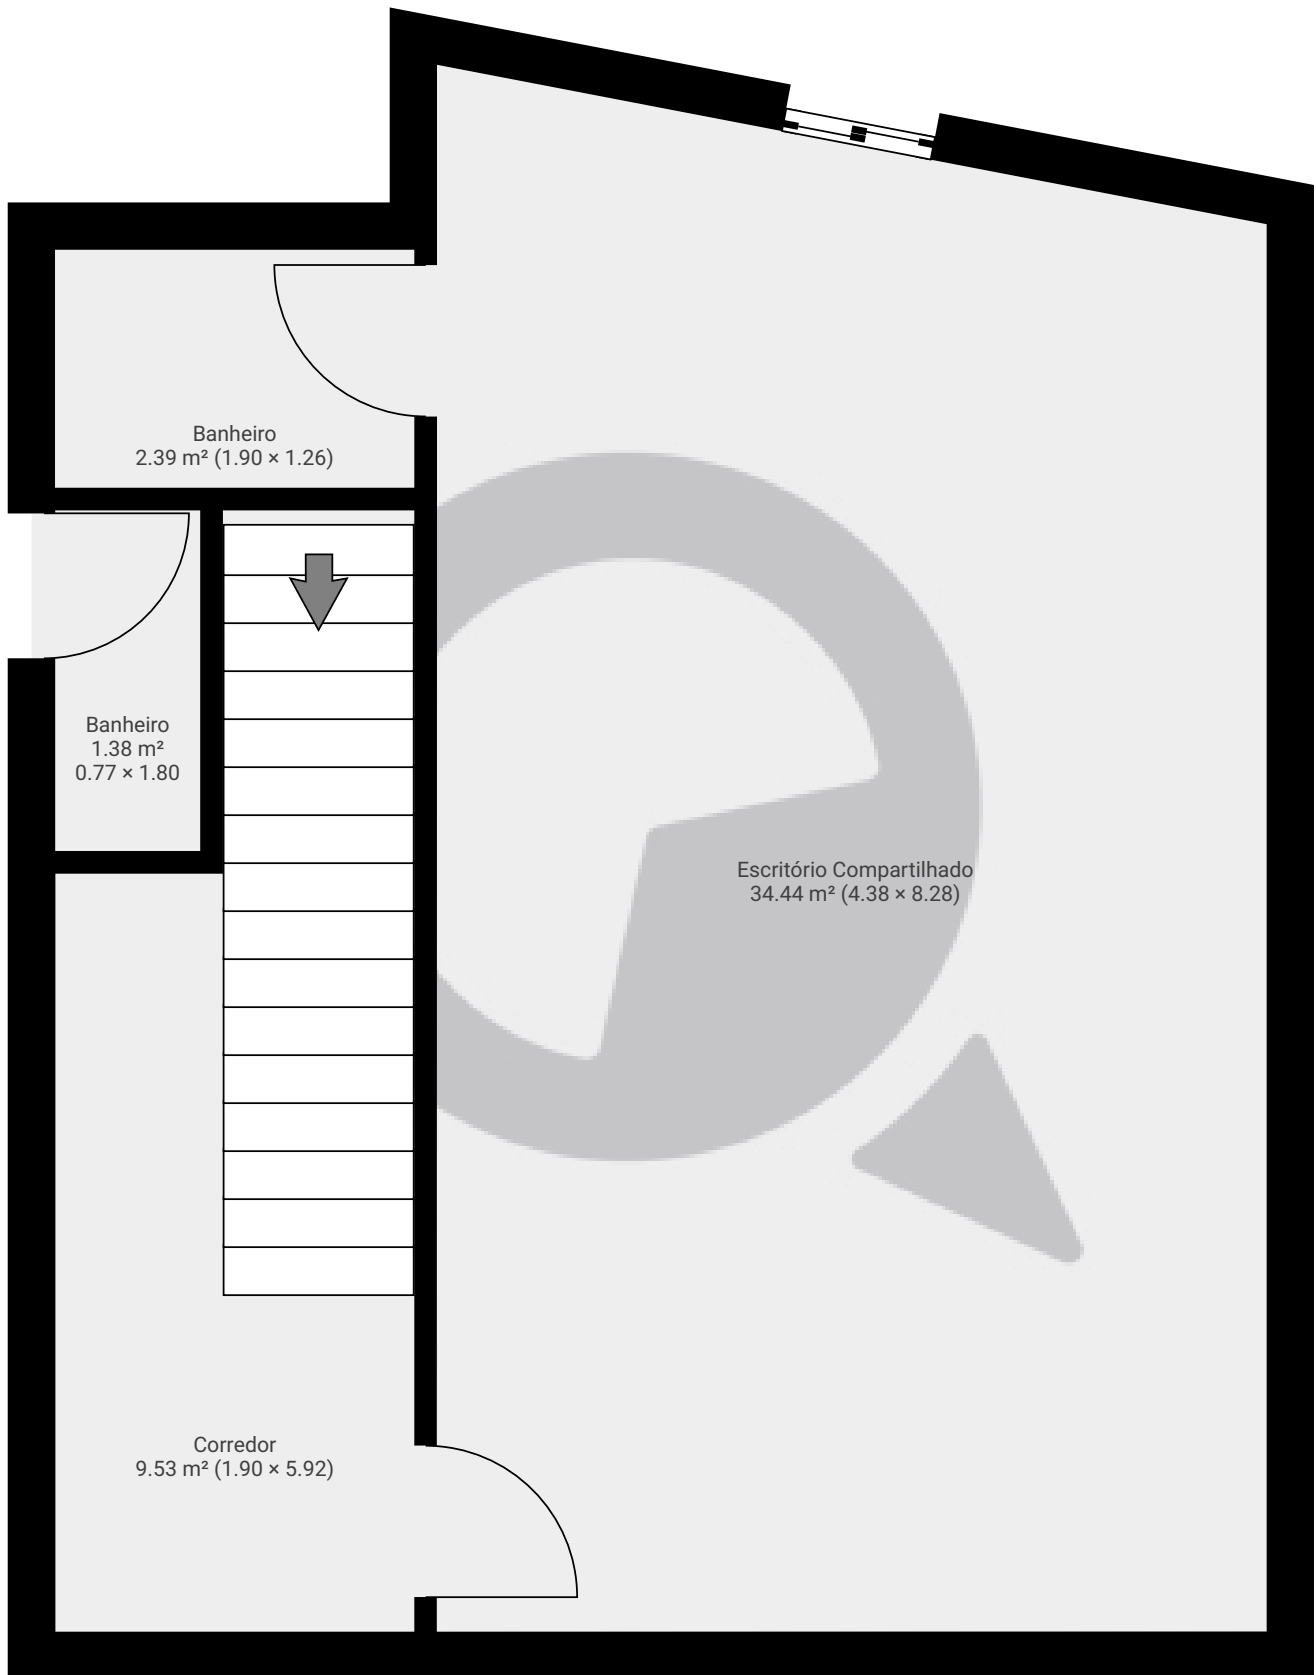 Banheiro
2.39 m² (1.90 × 1.26)
Banheiro
1.38 m²
0.77 × 1.80
Escritório Compartilhado
34.44 m² (4.38 × 8.28)
Corredor
9.53 m² (1.90 × 5.92)